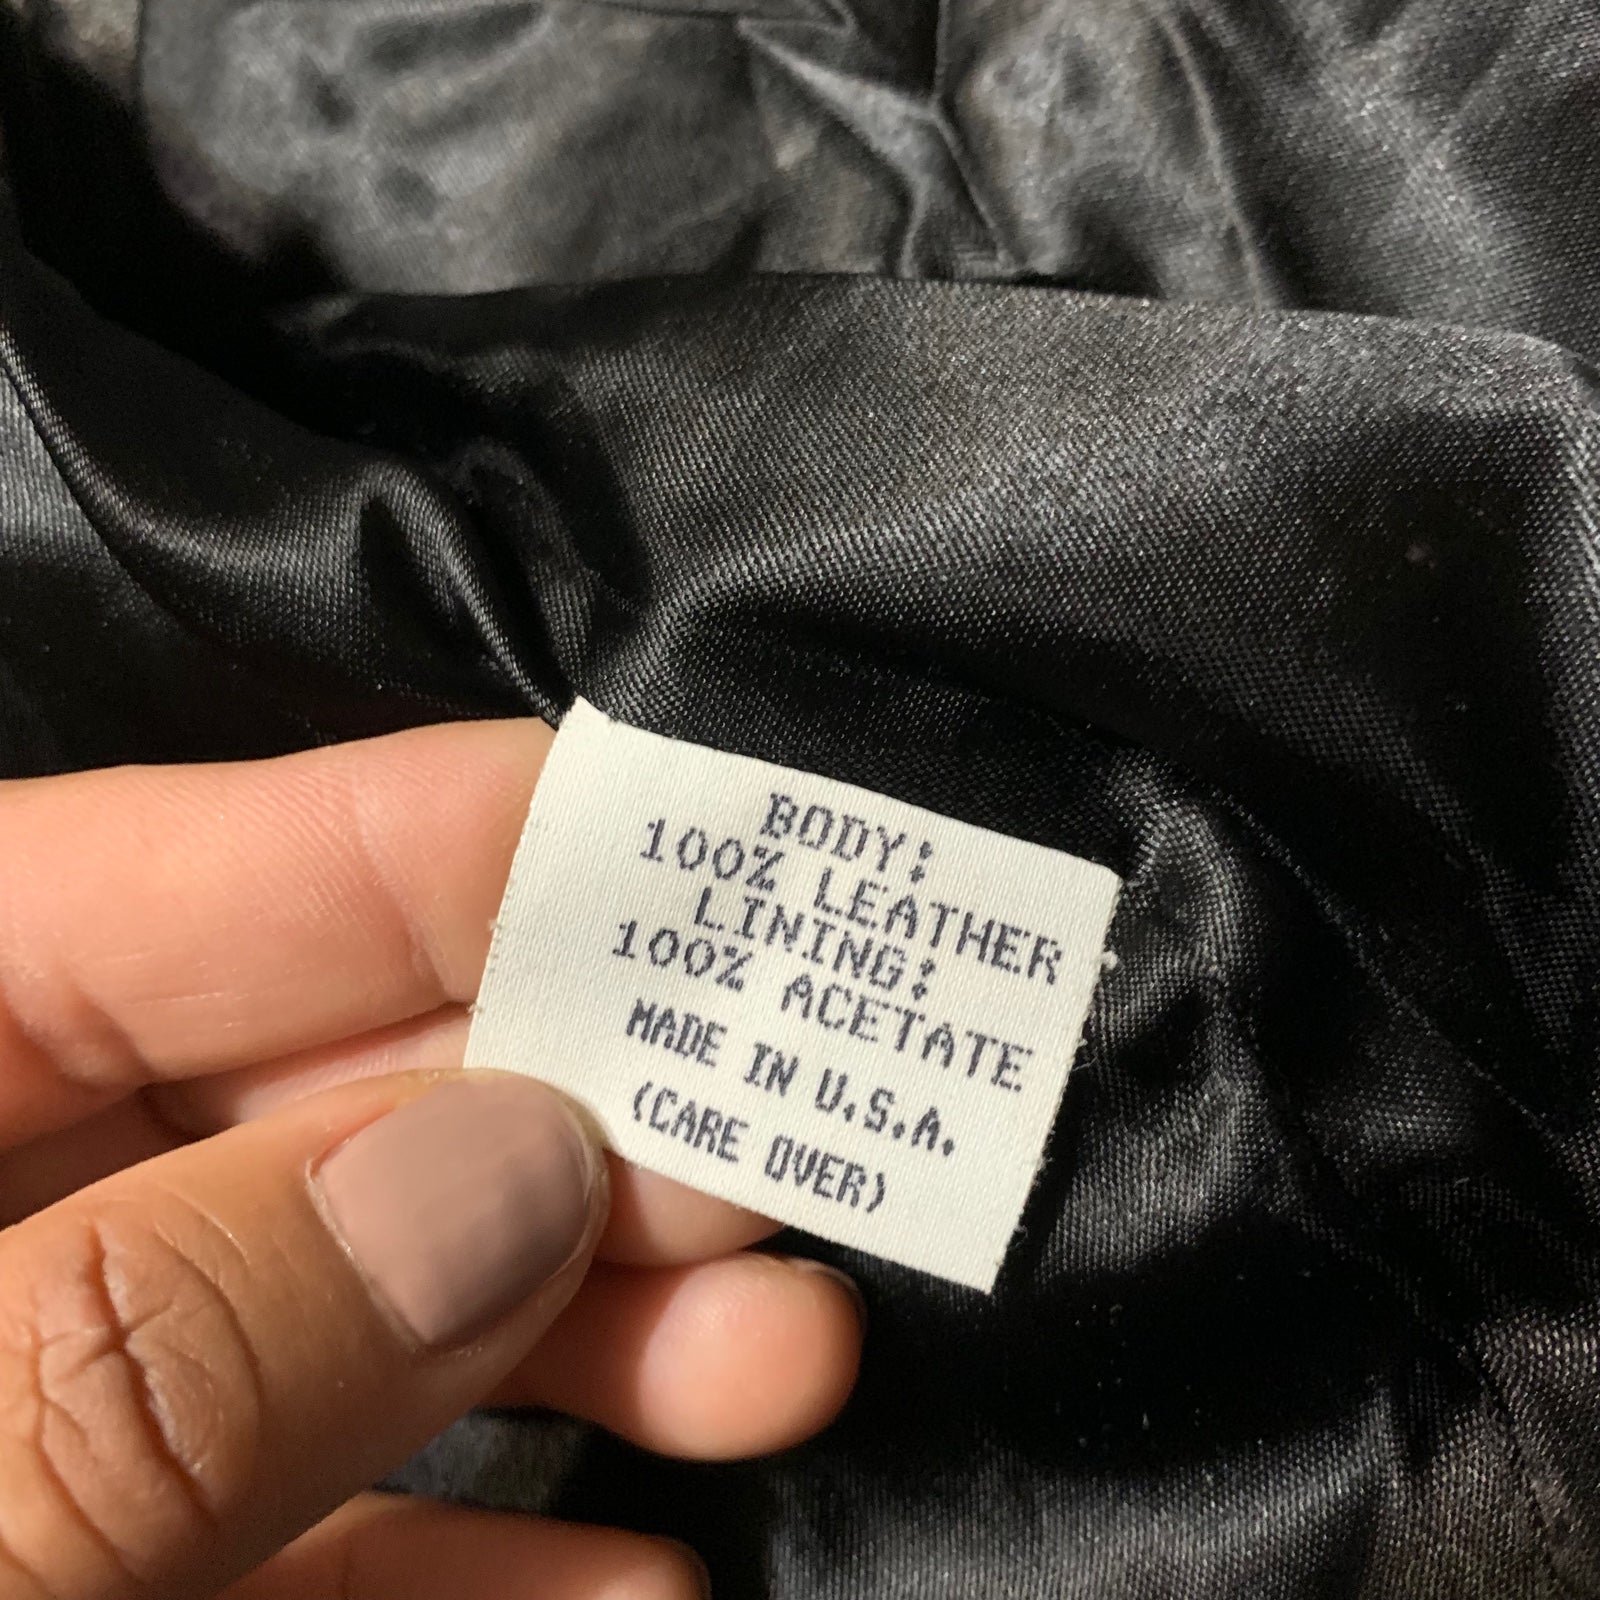 BODY:
100% LEATHER
LINING:
100% ACETATE
MADE IN U.S.A.
(CARE OVER)